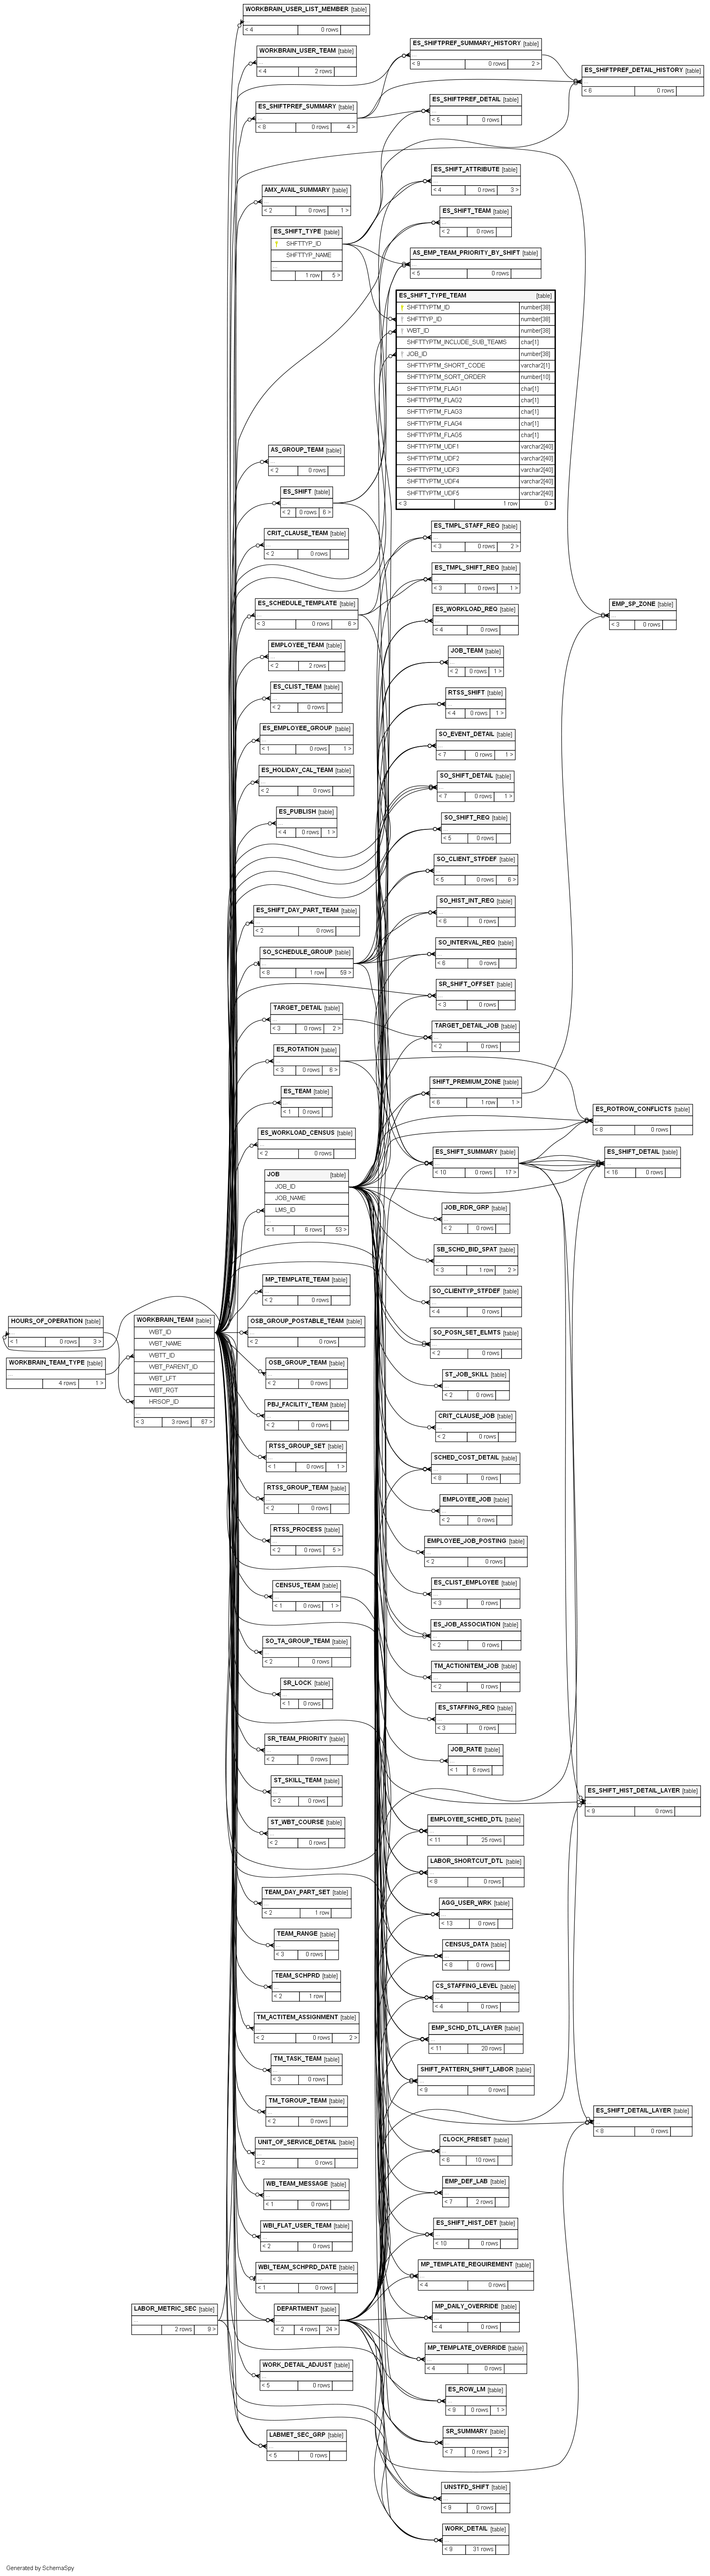 HOURS_OF_OPERATION [table]
...
< 1 0 rows 3 >
WORKBRAIN_TEAM_TYPE [table]
...
4 rows 1 >
WORKBRAIN_TEAM [table]
WBT_ID
WBT_NAME
WBTT_ID
WBT_PARENT_ID
WBT_LFT
WBT_RGT
HRSOP_ID
...
< 3 3 rows 67 >
LABOR_METRIC_SEC [table]
...
2 rows 9 >
WORKBRAIN_USER_LIST_MEMBER [table]
...
< 4 0 rows
WORKBRAIN_USER_TEAM [table]
...
< 4 2 rows
ES_SHIFTPREF_SUMMARY [table]
...
< 6 0 rows 4 >
AMX_AVAIL_SUMMARY [table]
...
< 2 0 rows 1 >
ES_SHIFT_TYPE [table]
SHFTTYP_ID
SHFTTYP_NAME
...
1 row 5 >
AS_GROUP_TEAM [table]
...
< 2 0 rows
ES_SHIFT [table]
...
< 2 0 rows 6 >
CRIT_CLAUSE_TEAM [table]
...
< 2 0 rows
ES_SCHEDULE_TEMPLATE [table]
...
< 3 0 rows 6 >
EMPLOYEE_TEAM [table]
...
< 2 2 rows
ES_CLIST_TEAM [table]
...
< 2 0 rows
ES_EMPLOYEE_GROUP [table]
...
< 1 0 rows 1 >
ES_HOLIDAY_CAL_TEAM [table]
...
< 2 0 rows
ES_PUBLISH [table]
...
< 4 0 rows 1 >
ES_SHIFT_DAY_PART_TEAM [table]
...
< 2 0 rows
SO_SCHEDULE_GROUP [table]
...
< 8 1 row 59 >
TARGET_DETAIL [table]
...
< 3 0 rows 2 >
ES_ROTATION [table]
...
< 3 0 rows 6 >
ES_TEAM [table]
...
< 1 0 rows
ES_WORKLOAD_CENSUS [table]
...
< 2 0 rows
JOB [table]
JOB_ID
JOB_NAME
LMS_ID
...
< 1 6 rows 53 >
MP_TEMPLATE_TEAM [table]
...
< 2 0 rows
OSB_GROUP_POSTABLE_TEAM [table]
...
< 2 0 rows
OSB_GROUP_TEAM [table]
...
< 2 0 rows
PBJ_FACILITY_TEAM [table]
...
< 2 0 rows
RTSS_GROUP_SET [table]
...
< 1 0 rows 1 >
RTSS_GROUP_TEAM [table]
...
< 2 0 rows
RTSS_PROCESS [table]
...
< 2 0 rows 5 >
CENSUS_TEAM [table]
...
< 1 0 rows 1 >
SO_TA_GROUP_TEAM [table]
...
< 2 0 rows
SR_LOCK [table]
...
< 1 0 rows
SR_TEAM_PRIORITY [table]
...
< 2 0 rows
ST_SKILL_TEAM [table]
...
< 2 0 rows
ST_WBT_COURSE [table]
...
< 2 0 rows
TEAM_DAY_PART_SET [table]
...
< 2 1 row
TEAM_RANGE [table]
...
< 3 0 rows
TEAM_SCHPRD [table]
...
< 2 1 row
TM_ACTITEM_ASSIGNMENT [table]
...
< 2 0 rows 2 >
TM_TASK_TEAM [table]
...
< 3 0 rows
TM_TGROUP_TEAM [table]
...
< 2 0 rows
UNIT_OF_SERVICE_DETAIL [table]
...
< 2 0 rows
WB_TEAM_MESSAGE [table]
...
< 1 0 rows
WBI_FLAT_USER_TEAM [table]
...
< 2 0 rows
WBI_TEAM_SCHPRD_DATE [table]
...
< 1 0 rows
DEPARTMENT [table]
...
< 2 4 rows 24 >
WORK_DETAIL_ADJUST [table]
...
< 5 0 rows
LABMET_SEC_GRP [table]
...
< 5 0 rows
ES_SHIFTPREF_SUMMARY_HISTORY [table]
...
< 9 0 rows 2 >
ES_SHIFTPREF_DETAIL [table]
...
< 5 0 rows
ES_SHIFT_ATTRIBUTE [table]
...
< 4 0 rows 3 >
ES_SHIFT_TEAM [table]
...
< 2 0 rows
AS_EMP_TEAM_PRIORITY_BY_SHIFT [table]
...
< 5 0 rows
ES_SHIFT_TYPE_TEAM [table]
SHFTTYPTM_ID number[38]
SHFTTYP_ID number[38]
WBT_ID number[38]
SHFTTYPTM_INCLUDE_SUB_TEAMS char[1]
JOB_ID number[38]
SHFTTYPTM_SHORT_CODE varchar2[1]
SHFTTYPTM_SORT_ORDER number[10]
SHFTTYPTM_FLAG1 char[1]
SHFTTYPTM_FLAG2 char[1]
SHFTTYPTM_FLAG3 char[1]
SHFTTYPTM_FLAG4 char[1]
SHFTTYPTM_FLAG5 char[1]
SHFTTYPTM_UDF1 varchar2[40]
SHFTTYPTM_UDF2 varchar2[40]
SHFTTYPTM_UDF3 varchar2[40]
SHFTTYPTM_UDF4 varchar2[40]
SHFTTYPTM_UDF5 varchar2[40]
< 3 1 row 0 >
ES_TMPL_STAFF_REQ [table]
...
< 3 0 rows 2 >
ES_TMPL_SHIFT_REQ [table]
...
< 3 0 rows 1 >
ES_WORKLOAD_REQ [table]
...
< 4 0 rows
JOB_TEAM [table]
...
< 2 0 rows 1 >
RTSS_SHIFT [table]
...
< 4 0 rows 1 >
SO_EVENT_DETAIL [table]
...
< 7 0 rows 1 >
SO_SHIFT_DETAIL [table]
...
< 7 0 rows 1 >
SO_SHIFT_REQ [table]
...
< 5 0 rows
SO_CLIENT_STFDEF [table]
...
< 5 0 rows 6 >
SO_HIST_INT_REQ [table]
...
< 6 0 rows
SO_INTERVAL_REQ [table]
...
< 6 0 rows
SR_SHIFT_OFFSET [table]
...
< 3 0 rows
TARGET_DETAIL_JOB [table]
...
< 2 0 rows
SHIFT_PREMIUM_ZONE [table]
...
< 6 1 row 1 >
ES_SHIFT_SUMMARY [table]
...
< 10 0 rows 17 >
JOB_RDR_GRP [table]
...
< 2 0 rows
SB_SCHD_BID_SPAT [table]
...
< 3 1 row 2 >
SO_CLIENTYP_STFDEF [table]
...
< 4 0 rows
SO_POSN_SET_ELMTS [table]
...
< 2 0 rows
ST_JOB_SKILL [table]
...
< 2 0 rows
CRIT_CLAUSE_JOB [table]
...
< 2 0 rows
SCHED_COST_DETAIL [table]
...
< 8 0 rows
EMPLOYEE_JOB [table]
...
< 2 0 rows
EMPLOYEE_JOB_POSTING [table]
...
< 2 0 rows
ES_CLIST_EMPLOYEE [table]
...
< 3 0 rows
ES_JOB_ASSOCIATION [table]
...
< 2 0 rows
TM_ACTIONITEM_JOB [table]
...
< 2 0 rows
ES_STAFFING_REQ [table]
...
< 3 0 rows
JOB_RATE [table]
...
< 1 6 rows
EMPLOYEE_SCHED_DTL [table]
...
< 11 25 rows
LABOR_SHORTCUT_DTL [table]
...
< 8 0 rows
AGG_USER_WRK [table]
...
< 13 0 rows
CENSUS_DATA [table]
...
< 8 0 rows
CS_STAFFING_LEVEL [table]
...
< 4 0 rows
EMP_SCHD_DTL_LAYER [table]
...
< 11 20 rows
SHIFT_PATTERN_SHIFT_LABOR [table]
...
< 9 0 rows
CLOCK_PRESET [table]
...
< 6 10 rows
EMP_DEF_LAB [table]
...
< 7 2 rows
ES_SHIFT_HIST_DET [table]
...
< 10 0 rows
MP_TEMPLATE_REQUIREMENT [table]
...
< 4 0 rows
MP_DAILY_OVERRIDE [table]
...
< 4 0 rows
MP_TEMPLATE_OVERRIDE [table]
...
< 4 0 rows
ES_ROW_LM [table]
...
< 8 0 rows 1 >
SR_SUMMARY [table]
...
< 7 0 rows 2 >
UNSTFD_SHIFT [table]
...
< 9 0 rows
WORK_DETAIL [table]
...
< 9 31 rows
ES_SHIFTPREF_DETAIL_HISTORY [table]
...
< 6 0 rows
EMP_SP_ZONE [table]
...
< 3 0 rows
ES_ROTROW_CONFLICTS [table]
...
< 8 0 rows
ES_SHIFT_DETAIL [table]
...
< 16 0 rows
ES_SHIFT_HIST_DETAIL_LAYER [table]
...
< 9 0 rows
ES_SHIFT_DETAIL_LAYER [table]
...
< 8 0 rows
Generated by SchemaSpy